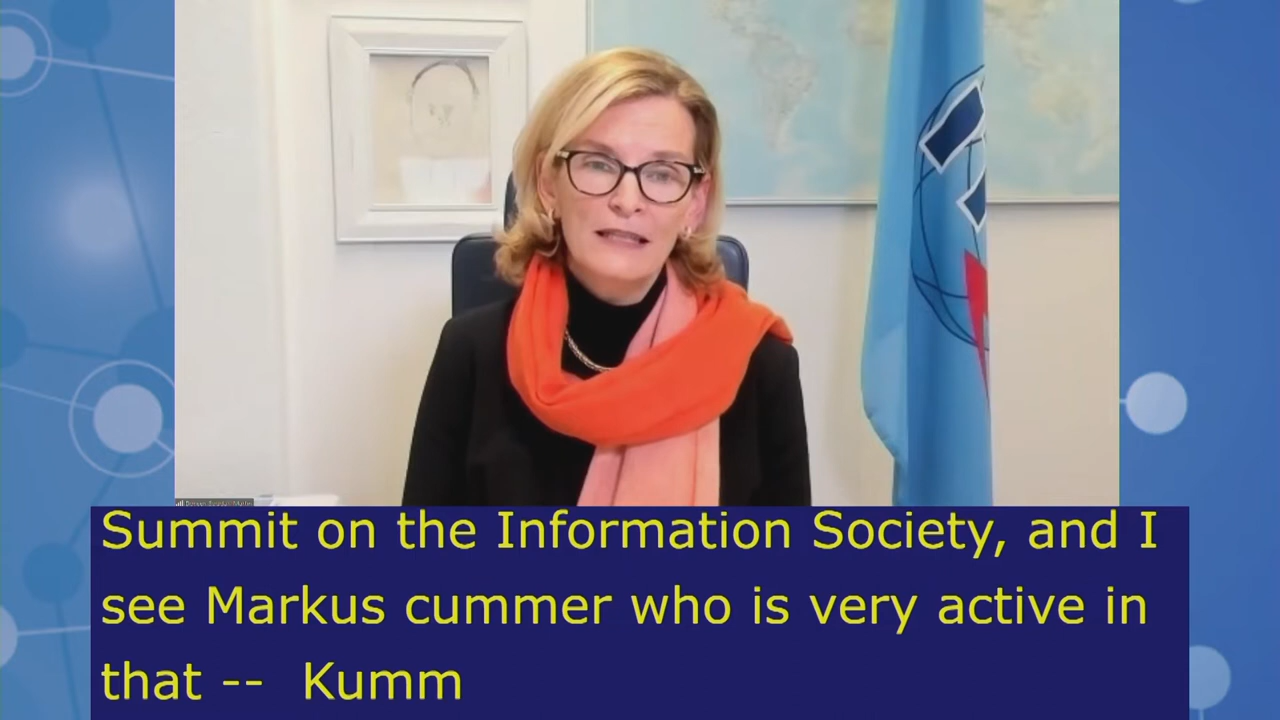 Summit on the Information Society, and I
see Markus cummer who is very active in
that --  Kumm